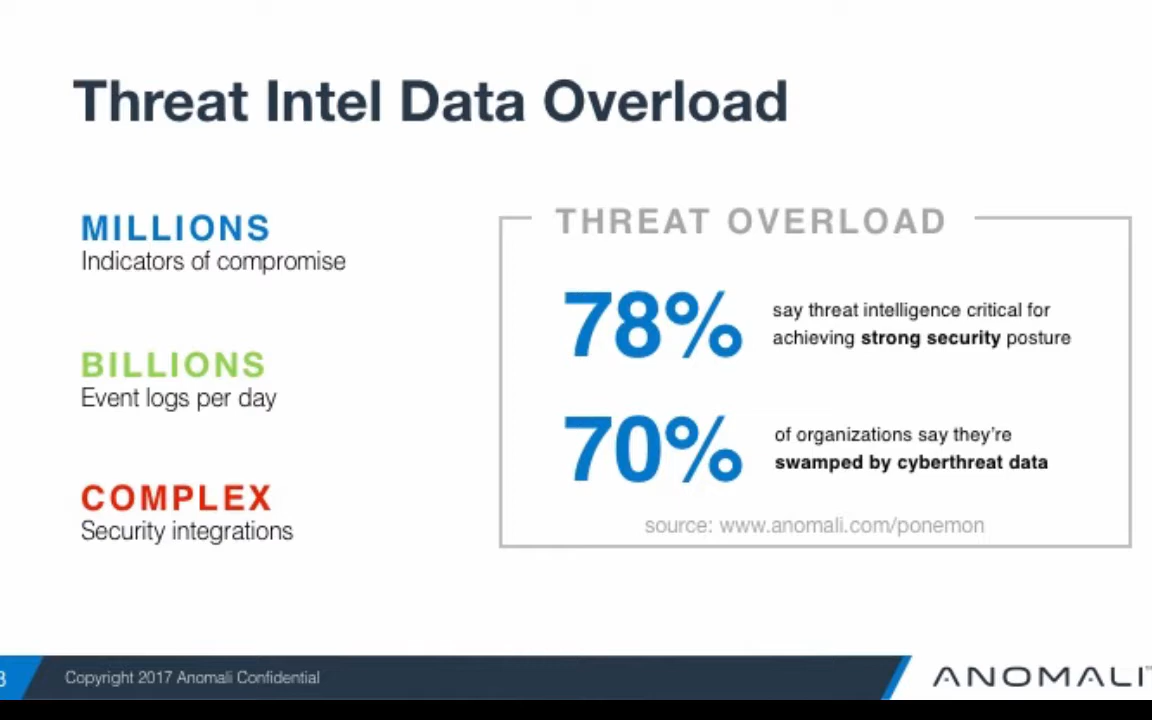 Threat Intel Data Overload
MILLIONS
Indicators of compromise
BILLIONS
Event logs per day
COMPLEX
Security integrations
THREAT OVERLOAD
78%
say threat intelligence critical for
achieving strong security posture
70%
of organizations say they're
swamped by cyberthreat data
source: www.anomali.com/ponemon
Copyright 2017 Anomali Confidential
ANOMALI